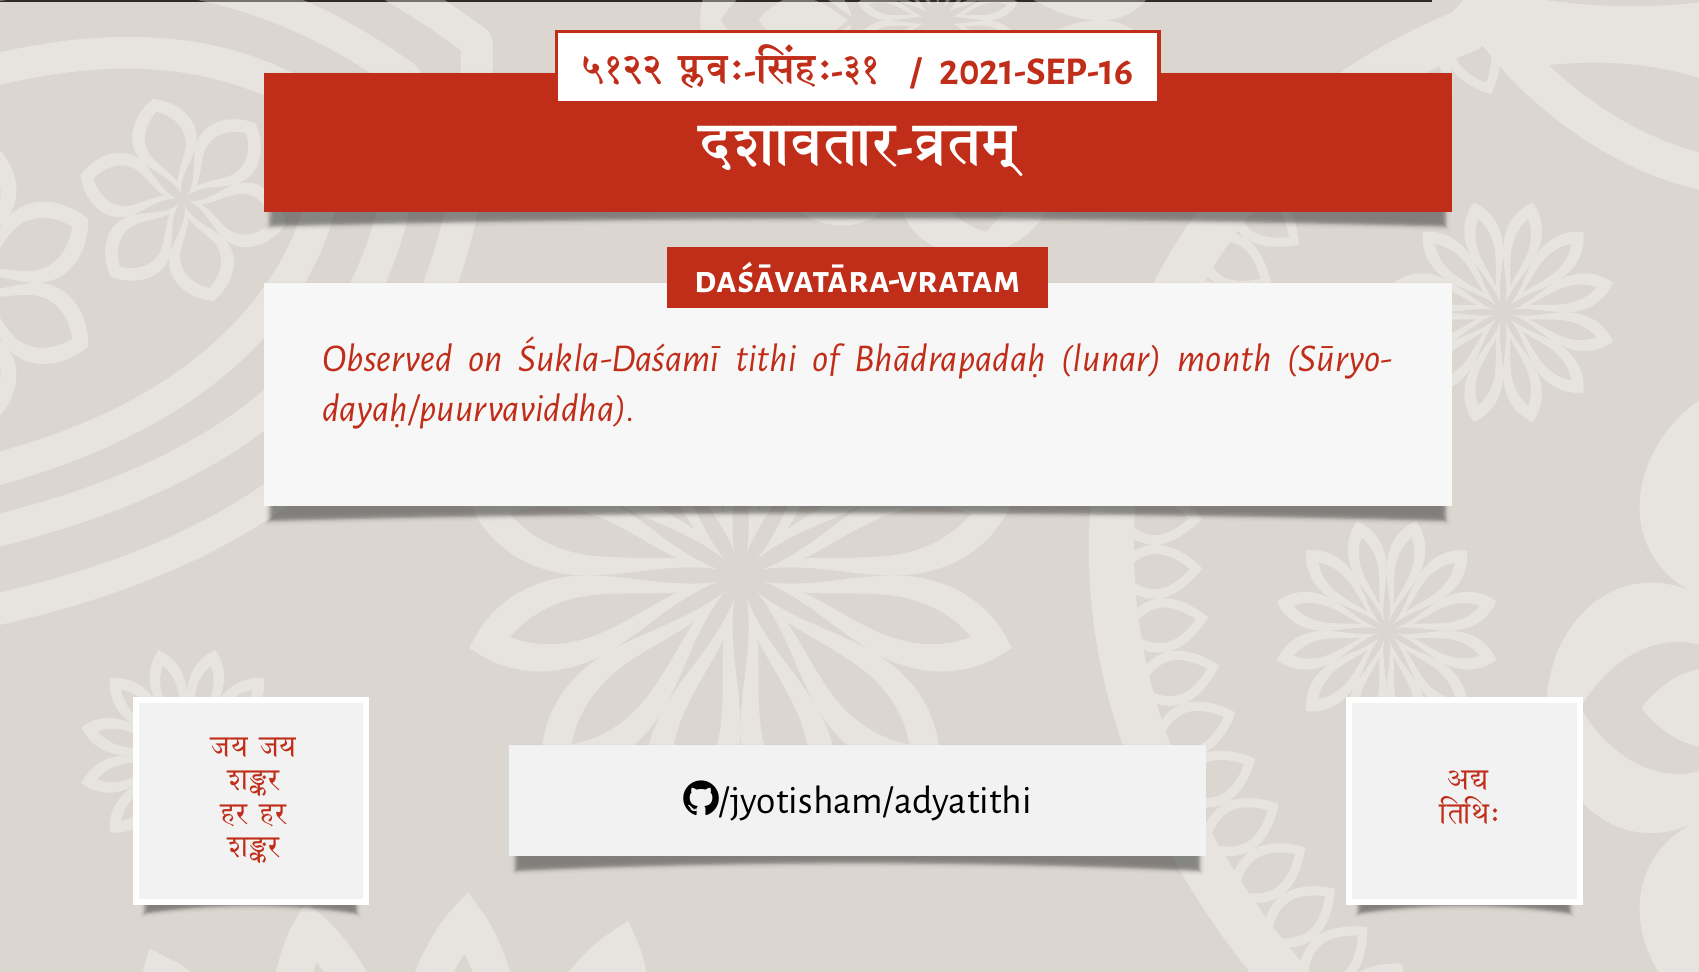 ५१२२ प्लवः-सिंहः-३१ / 2021-SEP-16
दशावतार-व्रतम्
DAŚĀVATĀRA-VRATAM
Observed on Śukla-Daśamī tithi of Bhādrapadaḥ (lunar) month (Sūryo-
dayaḥ/puurvaviddha).
जय जय
शङ्कर
हर हर
शङ्कर
/jyotisham/adyatithi
अद्य
तिथिः